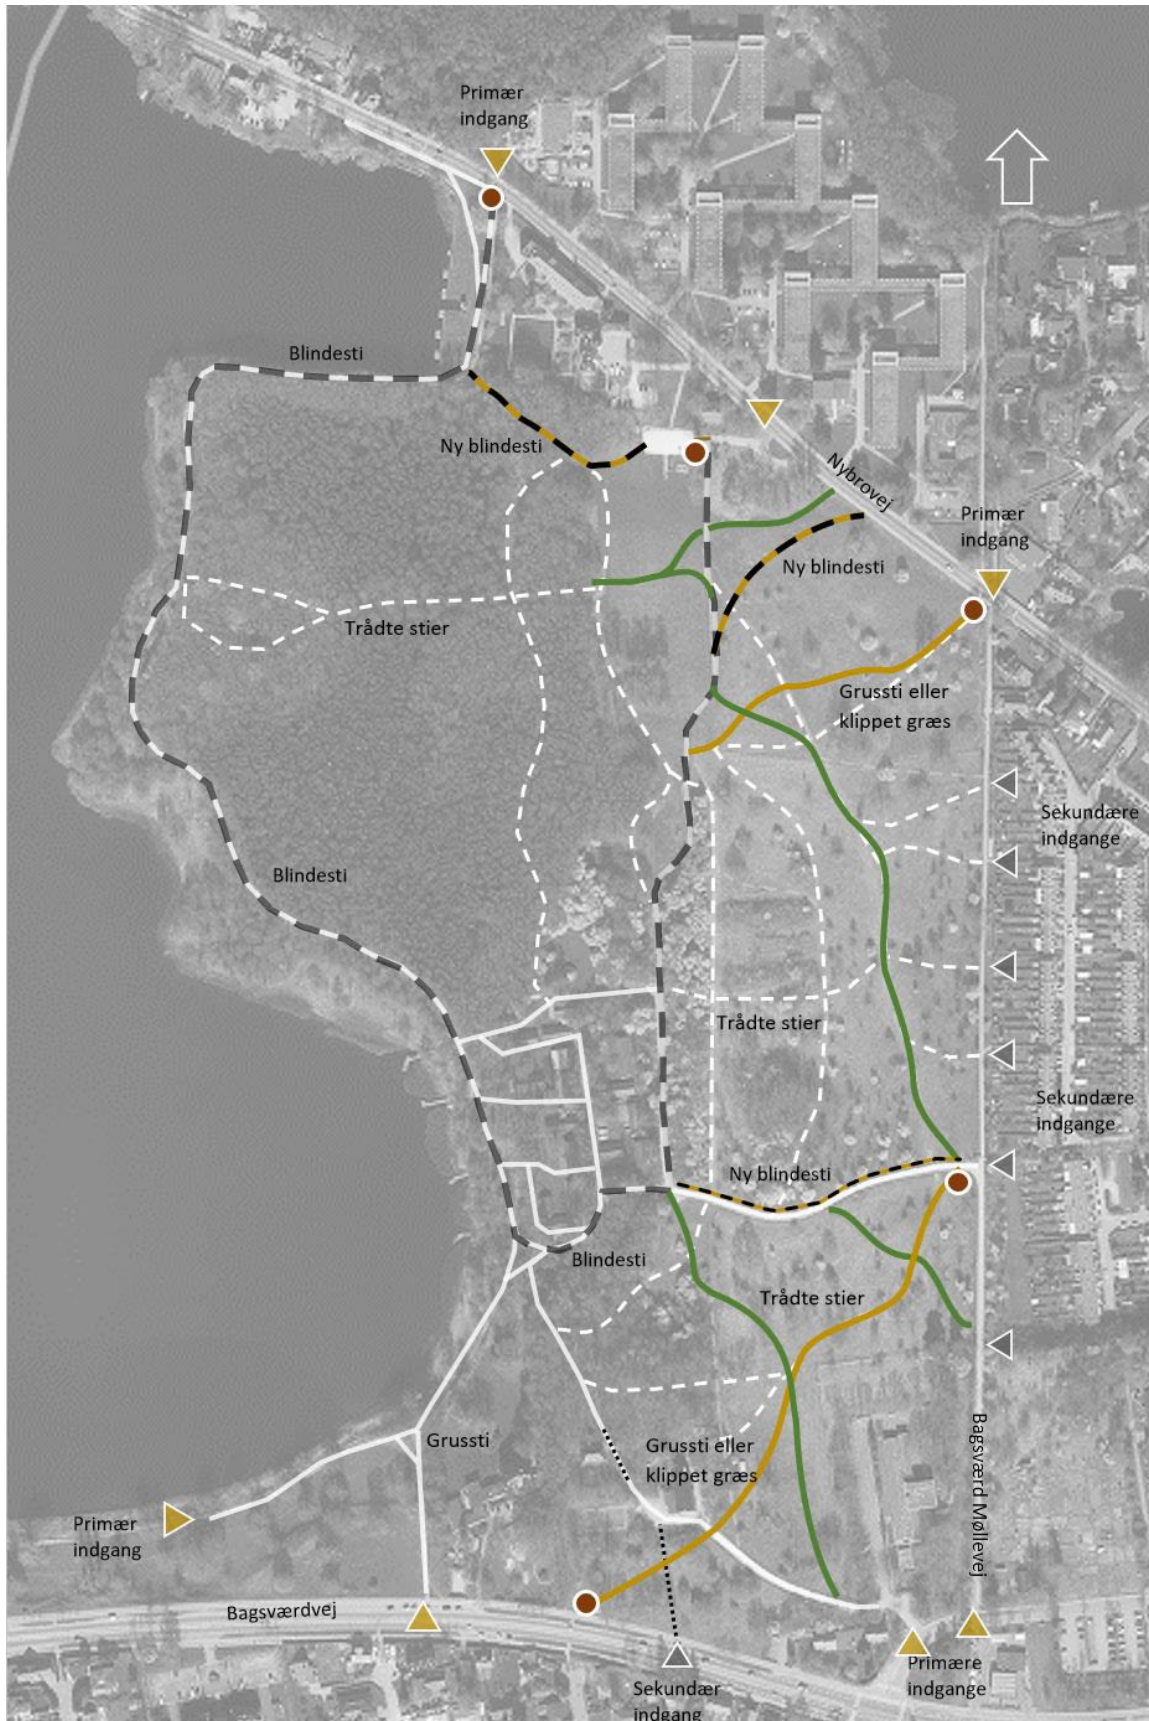 Primær
indgang
Blindesti
Ny blindesti
Nybrovej
Primær
indgang
Ny blindesti
Trådte stier
Grussti eller
klippet græs
Sekundære
indgange
Blindesti
Trådte stier
Sekundære
indgange
Ny blindesti
Blindesti
Trådte stier
Grussti
Grussti eller
klippet græs
Bagsværd Møllevej
Primær
indgang
Bagsværdvej
Primære
indgange
Sekundær
indgang